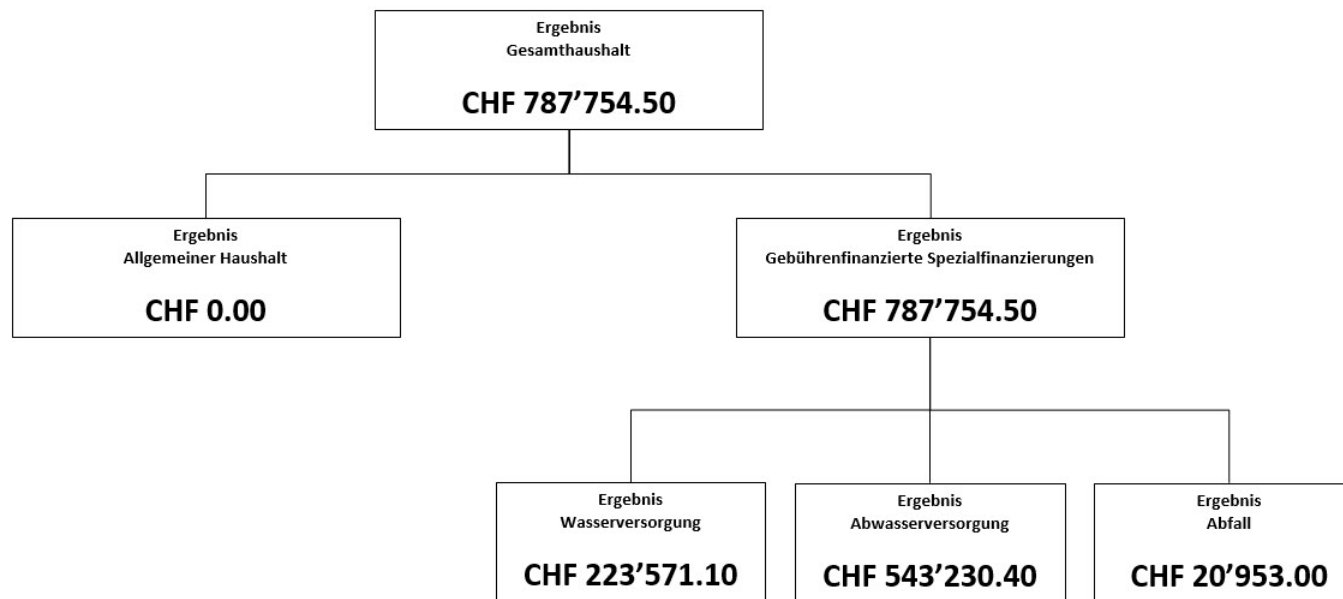 Ergebnis
Gesamthaushalt
CHF 787’754.50
Ergebnis
Allgemeiner Haushalt
CHF 0.00
Ergebnis
Gebührenfinanzierte Spezialfinanzierungen
CHF 787’754.50
Ergebnis
Wasserversorgung
CHF 223’571.10
Ergebnis
Abwasserversorgung
CHF 543’230.40
Ergebnis
Abfall
CHF 20’953.00